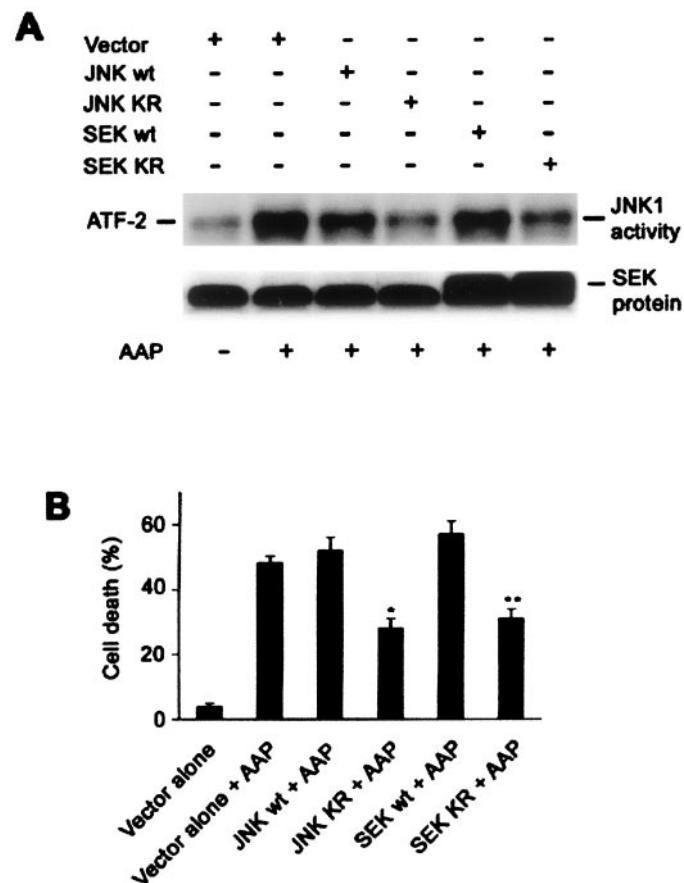 A
Vector + + - - - -
JNK wt - - + - - -
JNK KR - - - + - -
SEK wt - - - - + -
SEK KR - - - - - +
ATF-2 JNK1 activity
SEK protein
AAP - + + + + +
B
Cell death (%)
60
40
20
0
* **
Vector alone
Vector alone + AAP
JNK wt + AAP
JNK KR + AAP
SEK wt + AAP
SEK KR + AAP